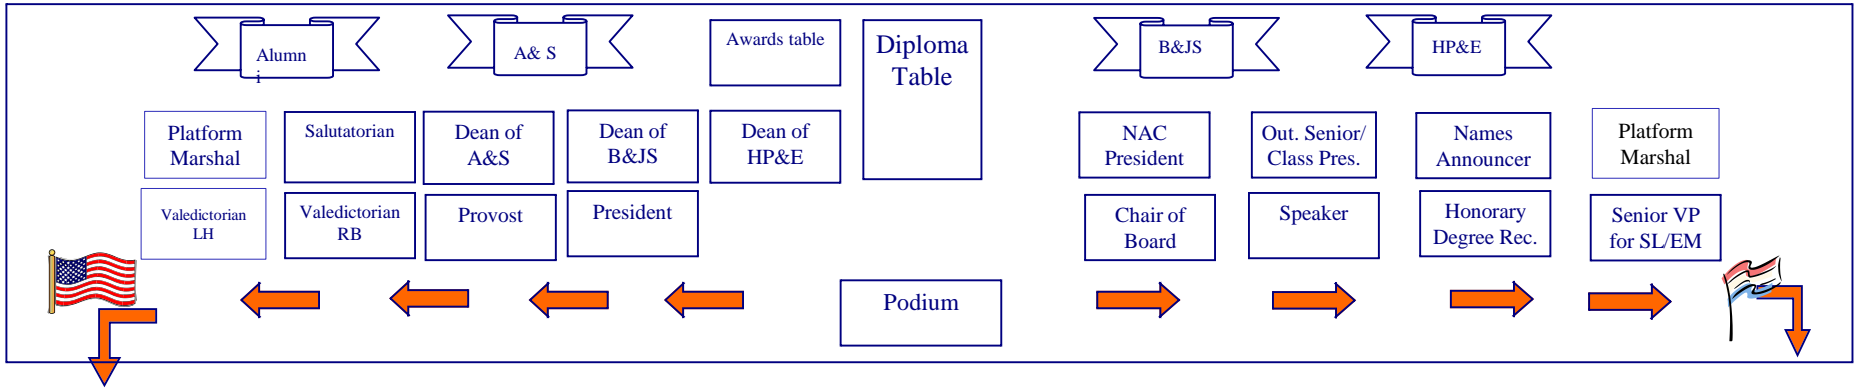 Alumn
i
A& S
Awards table
Diploma
Table
B&JS
HP&E
Platform
Marshal
Salutatorian
Dean of
A&S
Dean of
B&JS
Dean of
HP&E
NAC
President
Out. Senior/
Class Pres.
Names
Announcer
Platform
Marshal
Valedictorian
LH
Valedictorian
RB
Provost
President
Chair of
Board
Speaker
Honorary
Degree Rec.
Senior VP
for SL/EM
Podium